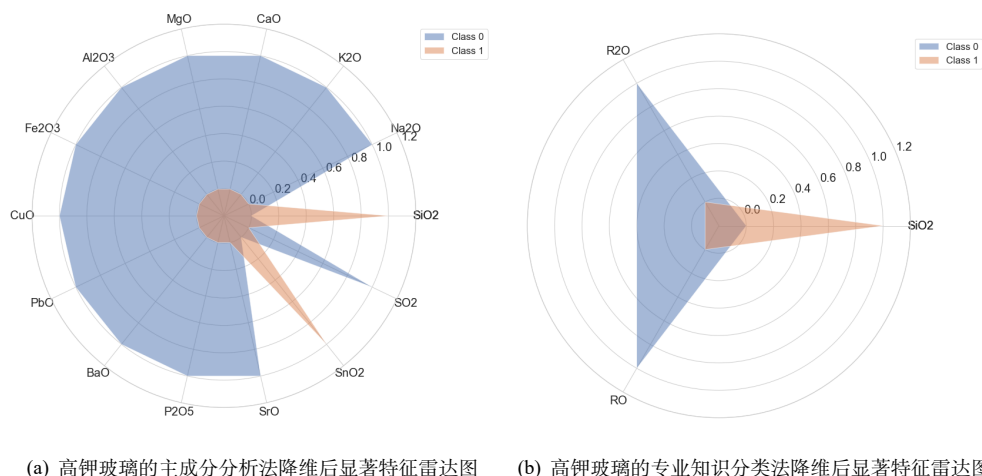 MgO
CaO
Al2O3
K2O
Fe2O3
Na2O
CuO
SiO2
PbO
SO2
BaO
SnO2
P2O5
SrO
0.0
0.2
0.4
0.6
0.8
1.0
1.2
Class 0
Class 1
R2O
SiO2
RO
0.0
0.2
0.4
0.6
0.8
1.0
1.2
Class 0
Class 1
(a) 高钾玻璃的主成分分析法降维后显著特征雷达图
(b) 高钾玻璃的专业知识分类法降维后显著特征雷达图